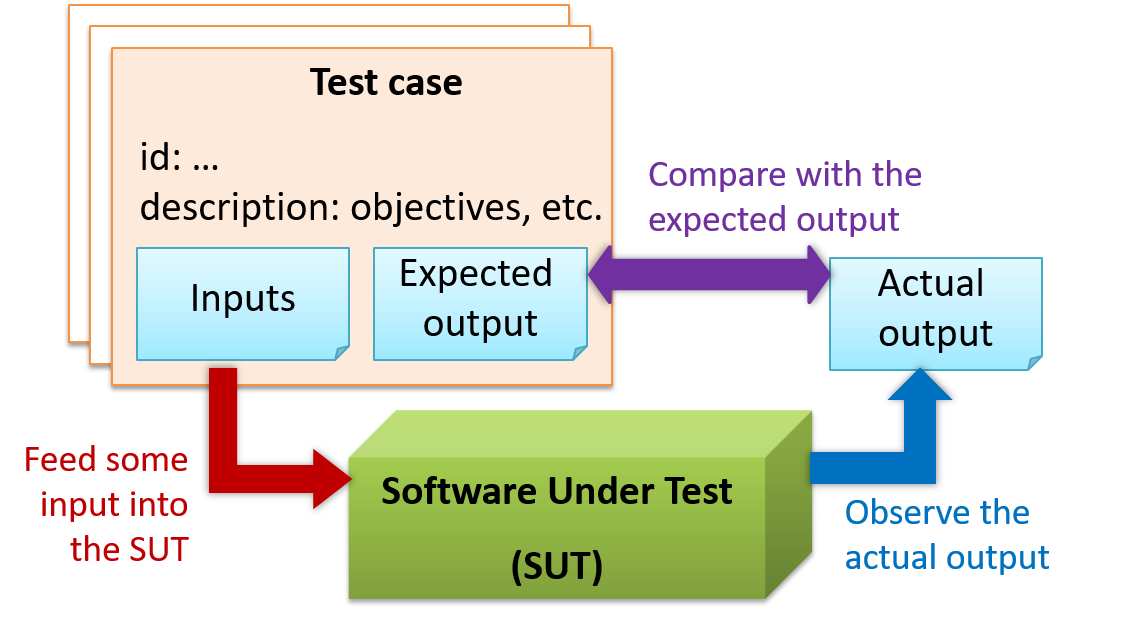 Test case
id: ...
description: objectives, etc.
Inputs
Expected
output
Compare with the
expected output
Actual
output
Feed some
input into
the SUT
Software Under Test
(SUT)
Observe the
actual output